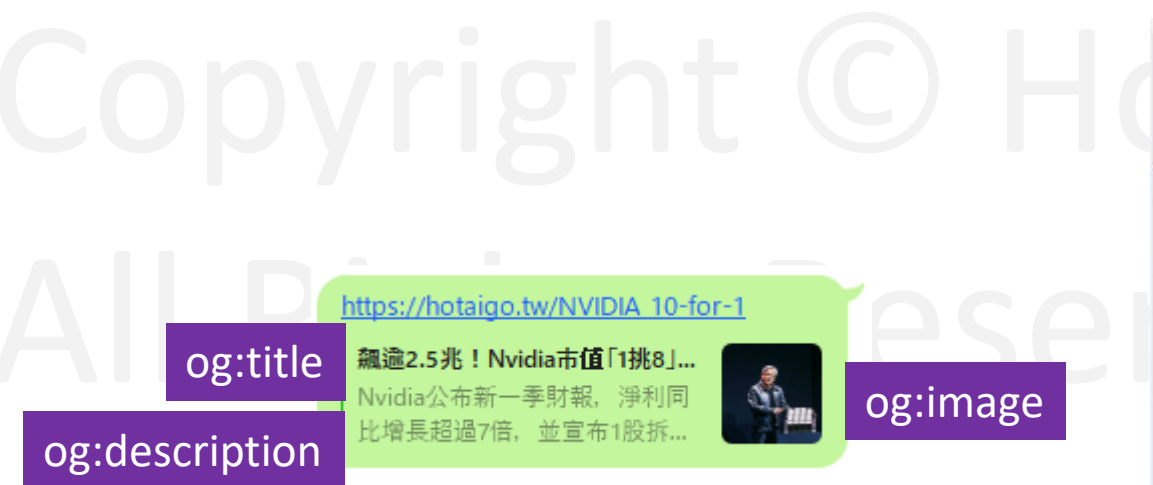 Copyright © Ho
All Ri
eser
https://hotaigo.tw/NVIDIA_10-for-1
og:title
飆逾2.5兆！Nvidia市值「1挑8」...
Nvidia公布新一季財報，淨利同
比增長超過7倍，並宣布1股拆...
og:image
og:description